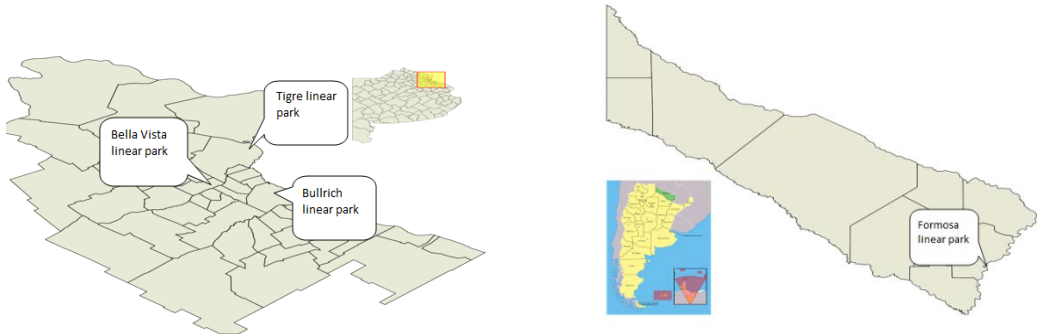 Tigre linear
park
Bella Vista
linear park
Bullrich
linear park
Formosa
linear park